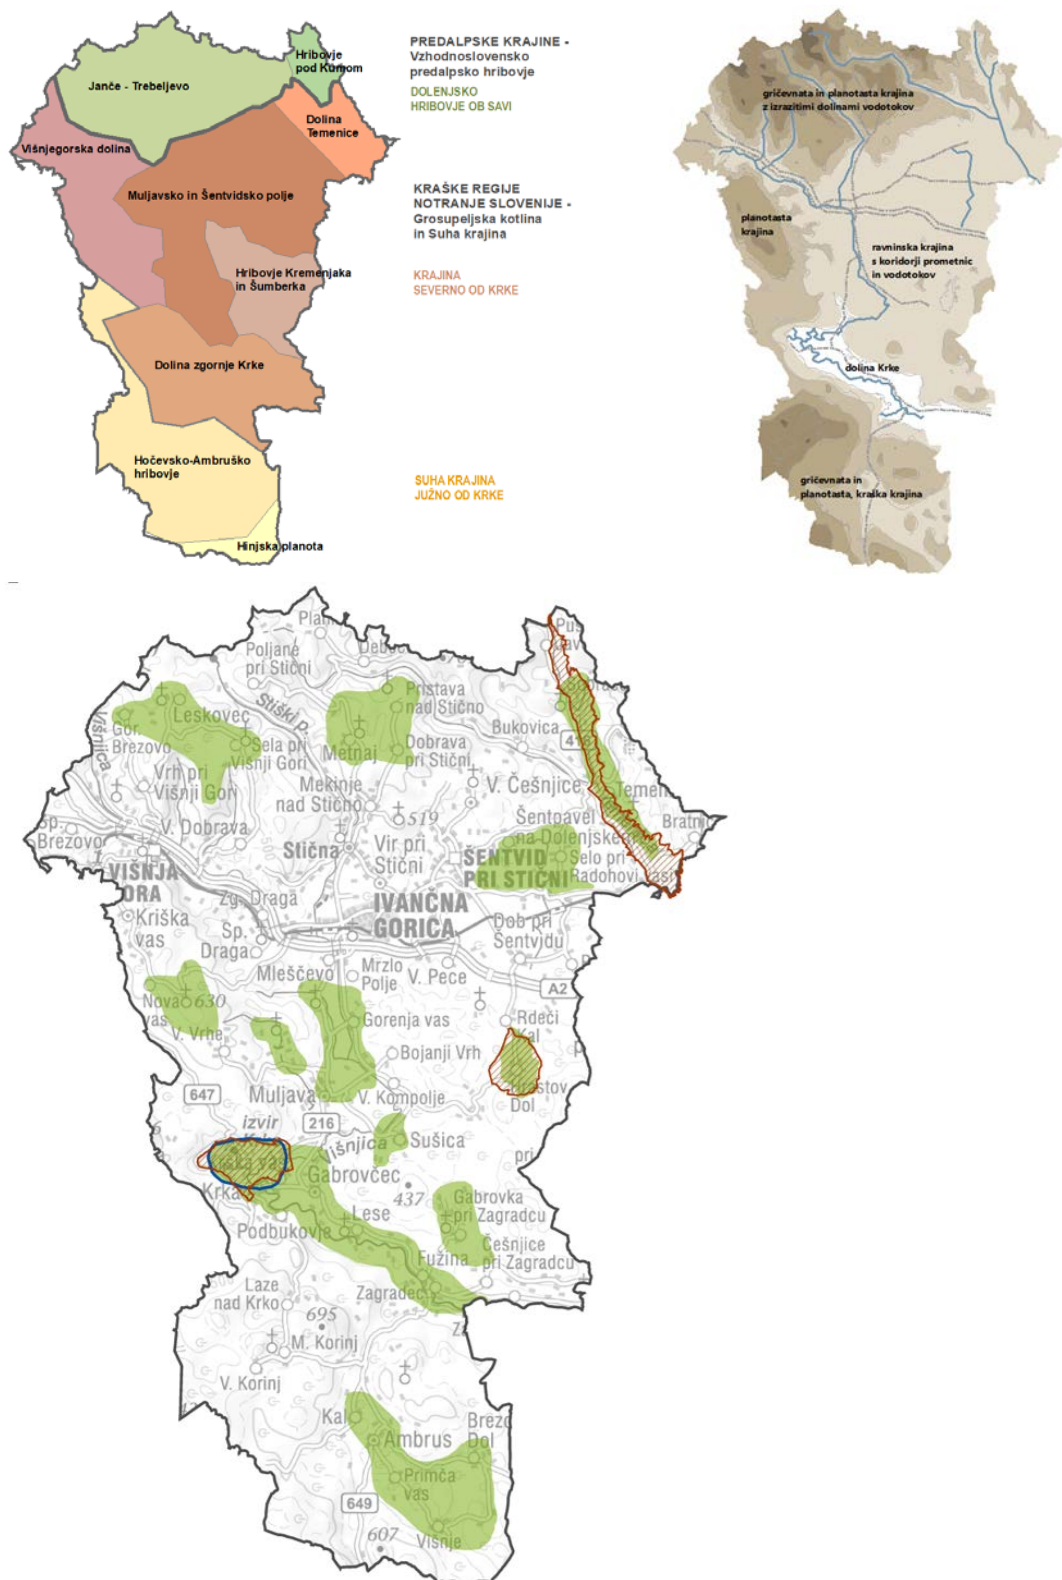 Hribovje
pod Kumom
Janče - Trebeljevo
Dolina
Temenice
Višnjegorska dolina
Muljavsko in Šentvidsko polje
Hribovje Kremenjaka
in Šumberka
Dolina zgornje Krke
Hočevsko-Ambruško
hribovje
Hinjska planota
PREDALPSKE KRAJINE -
Vzhodnoslovensko
predalpsko hribovje
DOLENJSKO
HRIBOVJE OB SAVI
KRAŠKE REGIJE
NOTRANJE SLOVENIJE -
Grosupeljska kotlina
in Suha krajina
KRAJINA
SEVERNO OD KRKE
SUHA KRAJINA
JUŽNO OD KRKE
gričevnata in planotasta krajina
z izrazitimi dolinami vodotokov
planotasta
krajina
ravninska krajina
s koridorji prometnic
in vodotokov
dolina Krke
gričevnata in
planotasta, kraška krajina
Poljane
pri Stični
Stiški p.
Pristava
nad Stično
Bukovica
Višnjica
Leskovec
Gor.
Brezovo
Sela pri
Višnji Gori
Metnaj
Dobrava
pri Stični
Vrh pri
Višnji Gori
Mekinje
nad Stično
V. Češnjice
519
V. Dobrava
Sp.
Brezovo
Stična
Vir pri
Stični
ŠENTVID
PRI STIČNI
Selo pri
Radohovi
VIŠNJA
Zg. Draga
IVANČNA
GORICA
Kriška
vas
Sp.
Draga
Dob pri
Šentvidu
Mleščevo
Mrzlo
Polje
V. Pece
A2
Nova
vas
630
V. Vrhe
Gorenja vas
Rdeči
Kal
Bojanji Vrh
647
Muljava
V. Kompolje
Dol
izvir
216
Višnjica
Sušica
Krka
Gabrovčec
437
Gabrovka
pri Zagradcu
Podbukovje
Lese
Češnjice
pri Zagradcu
Fužina
Zagradec
Laze
nad Krko
695
M. Korinj
V. Korinj
Kal
Ambrus
Dol
Primča
vas
649
Višnje
607